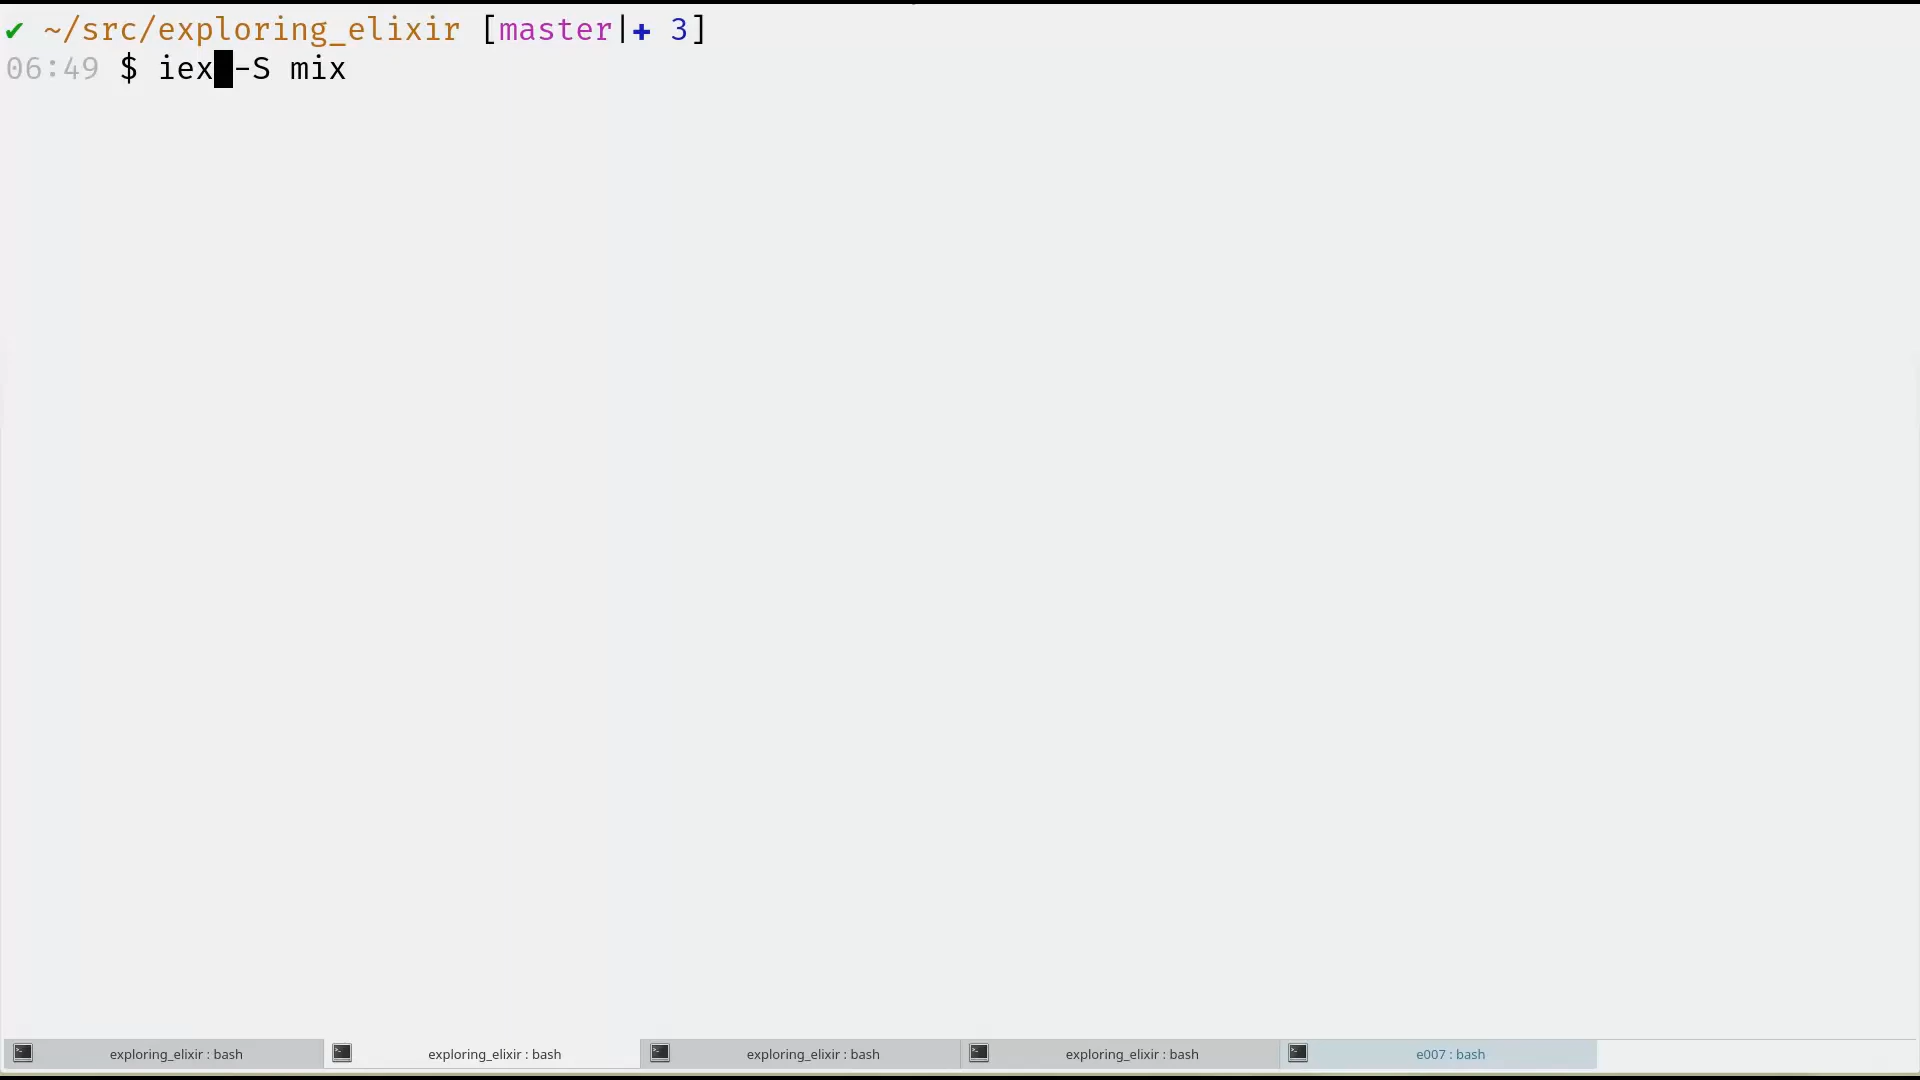 ✔ ~/src/exploring_elixir [master|✚ 3]
06:49 $ iex -S mix
exploring_elixir : bash
exploring_elixir : bash
exploring_elixir : bash
exploring_elixir : bash
e007 : bash